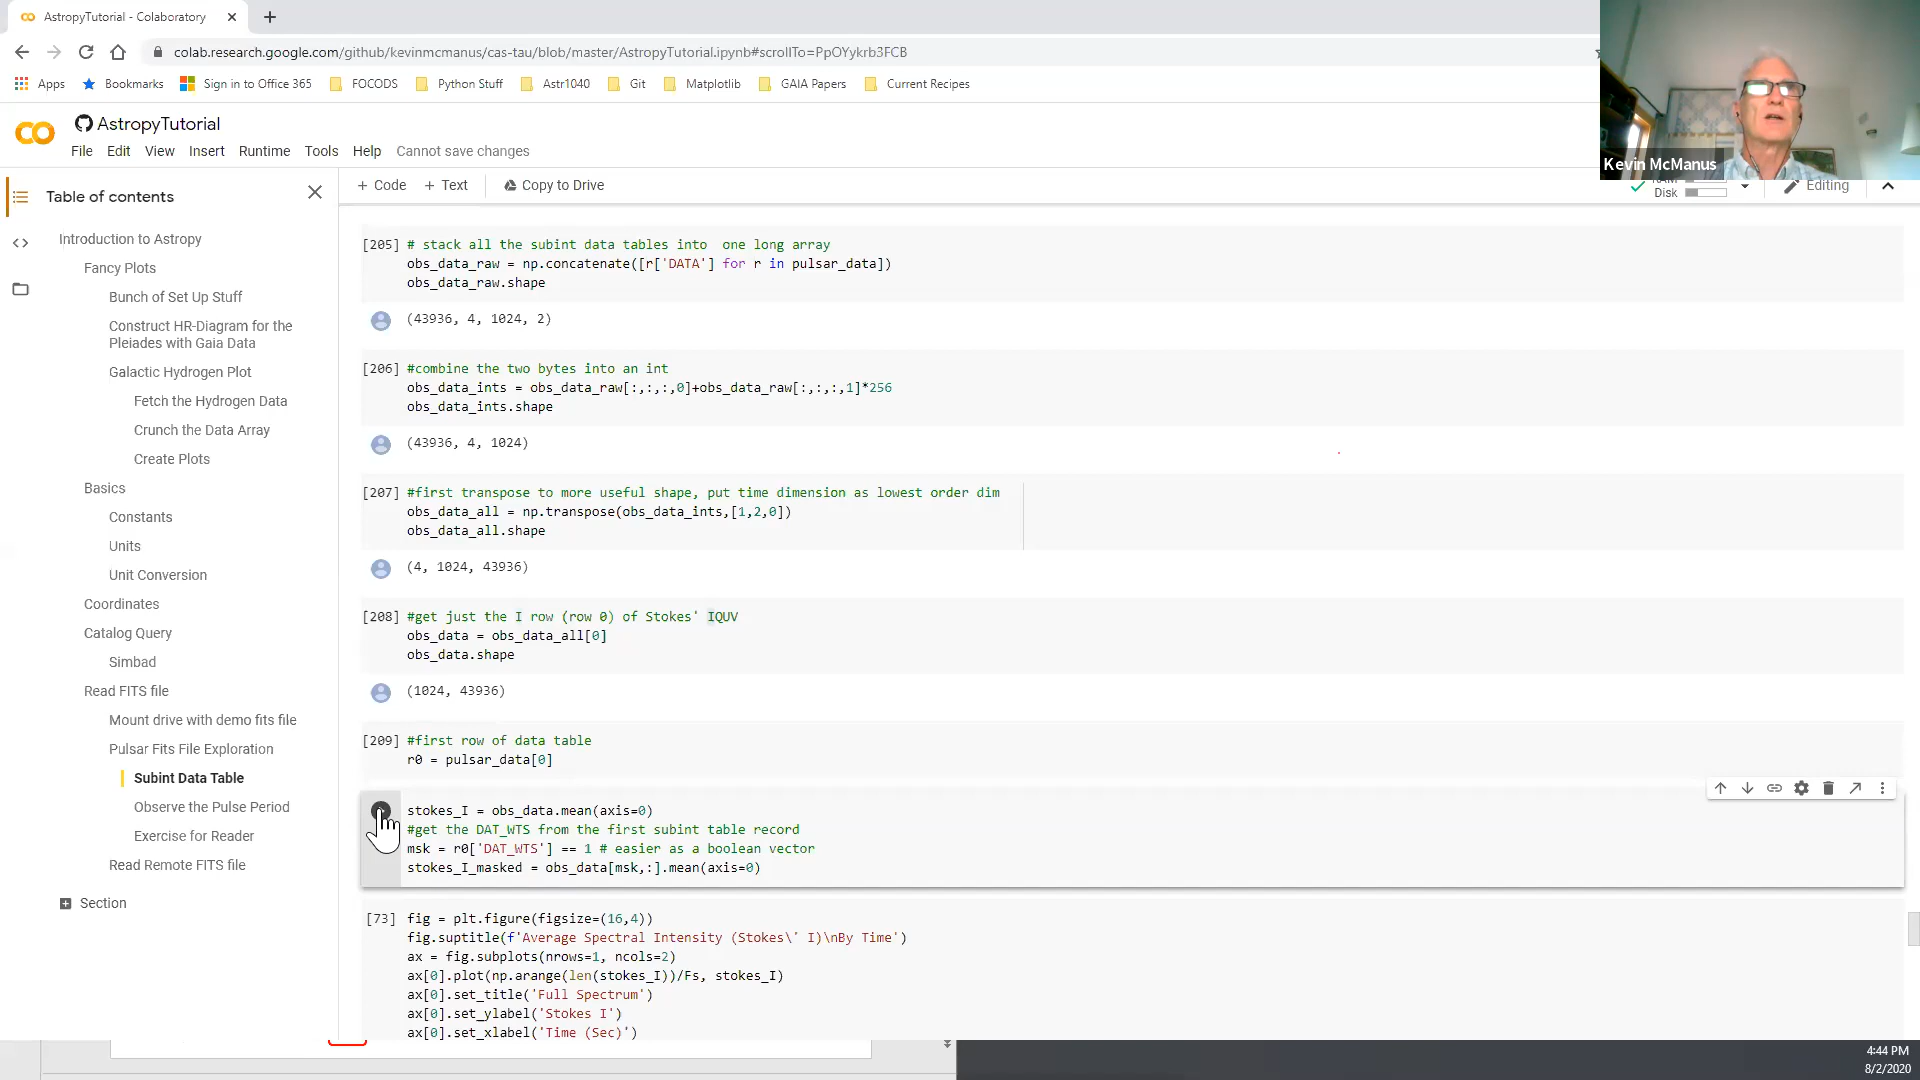 AstropyTutorial - Colaboratory
colab.research.google.com/github/kevinmcmanus/cas-tau/blob/master/AstropyTutorial.ipynb#scrollTo=PpOYykrb3FCB
Apps Bookmarks Sign in to Office 365 FOCODS Python Stuff Astr1040 Git Matplotlib GAIA Papers Current Recipes
AstropyTutorial
File Edit View Insert Runtime Tools Help Cannot save changes
Kevin McManus
+ Code + Text Copy to Drive
Disk
Editing
Table of contents
Introduction to Astropy
Fancy Plots
Bunch of Set Up Stuff
Construct HR-Diagram for the
Pleiades with Gaia Data
Galactic Hydrogen Plot
Fetch the Hydrogen Data
Crunch the Data Array
Create Plots
Basics
Constants
Units
Unit Conversion
Coordinates
Catalog Query
Simbad
Read FITS file
Mount drive with demo fits file
Pulsar Fits File Exploration
Subint Data Table
Observe the Pulse Period
Exercise for Reader
Read Remote FITS file
Section
[205] # stack all the subint data tables into one long array
obs_data_raw = np.concatenate([r['DATA'] for r in pulsar_data])
obs_data_raw.shape
(43936, 4, 1024, 2)
[206] #combine the two bytes into an int
obs_data_ints = obs_data_raw[:,:,:,0]+obs_data_raw[:,:,:,1]*256
obs_data_ints.shape
(43936, 4, 1024)
[207] #first transpose to more useful shape, put time dimension as lowest order dim
obs_data_all = np.transpose(obs_data_ints,[1,2,0])
obs_data_all.shape
(4, 1024, 43936)
[208] #get just the I row (row 0) of Stokes' IQUV
obs_data = obs_data_all[0]
obs_data.shape
(1024, 43936)
[209] #first row of data table
r0 = pulsar_data[0]
stokes_I = obs_data.mean(axis=0)
#get the DAT_WTS from the first subint table record
msk = r0['DAT_WTS'] == 1 # easier as a boolean vector
stokes_I_masked = obs_data[msk,:].mean(axis=0)
[73] fig = plt.figure(figsize=(16,4))
fig.suptitle(f'Average Spectral Intensity (Stokes\' I)\nBy Time')
ax = fig.subplots(nrows=1, ncols=2)
ax[0].plot(np.arange(len(stokes_I))/Fs, stokes_I)
ax[0].set_title('Full Spectrum')
ax[0].set_ylabel('Stokes I')
ax[0].set_xlabel('Time (Sec)')
4:44 PM
8/2/2020